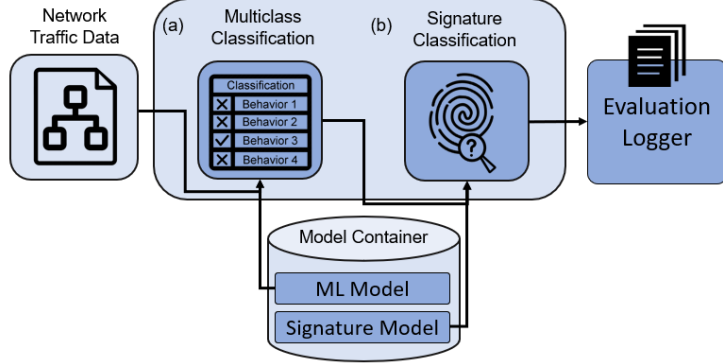 Network
Traffic Data
(a)
Multiclass
Classification
(b)
Signature
Classification
Classification
Behavior 1
Behavior 2
Behavior 3
Behavior 4
?
Evaluation
Logger
Model Container
ML Model
Signature Model